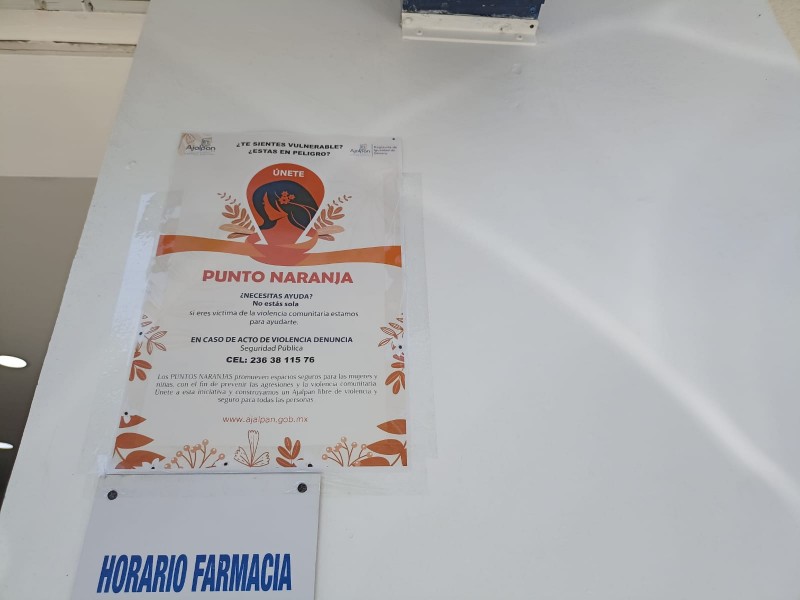 Ajalpan
¿TE SIENTES VULNERABLE?
¿ESTAS EN PELIGRO?
Ajalpan
ÚNETE
PUNTO NARANJA
¿NECESITAS AYUDA?
No estás sola
si eres víctima de la violencia comunitaria estamos
para ayudarte.
EN CASO DE ACTO DE VIOLENCIA DENUNCIA
Seguridad Pública
CEL: 236 38 115 76
Los PUNTOS NARANJAS promueven espacios seguros para las mujeres y
niñas, con el fin de prevenir las agresiones y la violencia comunitaria.
Únete a esta iniciativa y construyamos un Ajalpan libre de violencia y
seguro para todas las personas
www.ajalpan.gob.mx
HORARIO FARMACIA